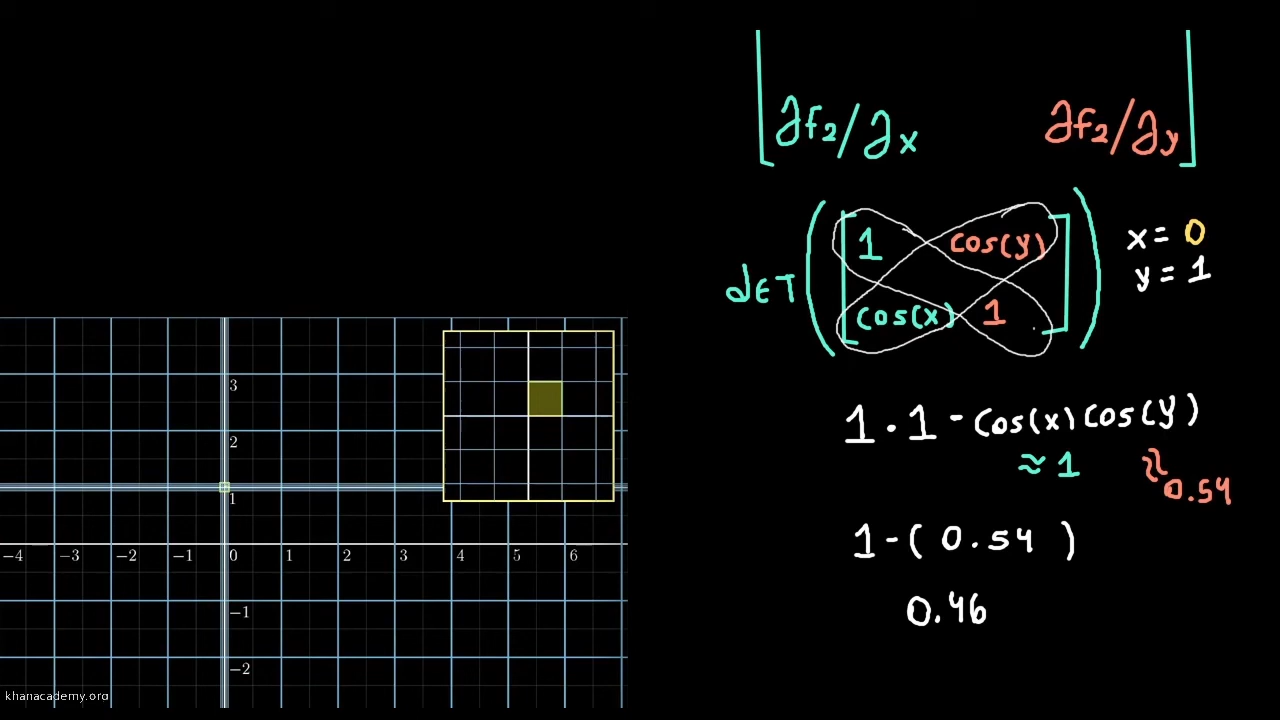 ∂f₂/∂x ∂f₂/∂y
DET ( [ 1 cos(y)
cos(x) 1 ] )
x = 0
y = 1
1 · 1 - cos(x) cos(y)
≈ 1 ≈ 0.54
1 - ( 0.54 )
0.46
3
2
1
-4 -3 -2 -1 0 1 2 3 4 5 6
-1
-2
khanacademy.org